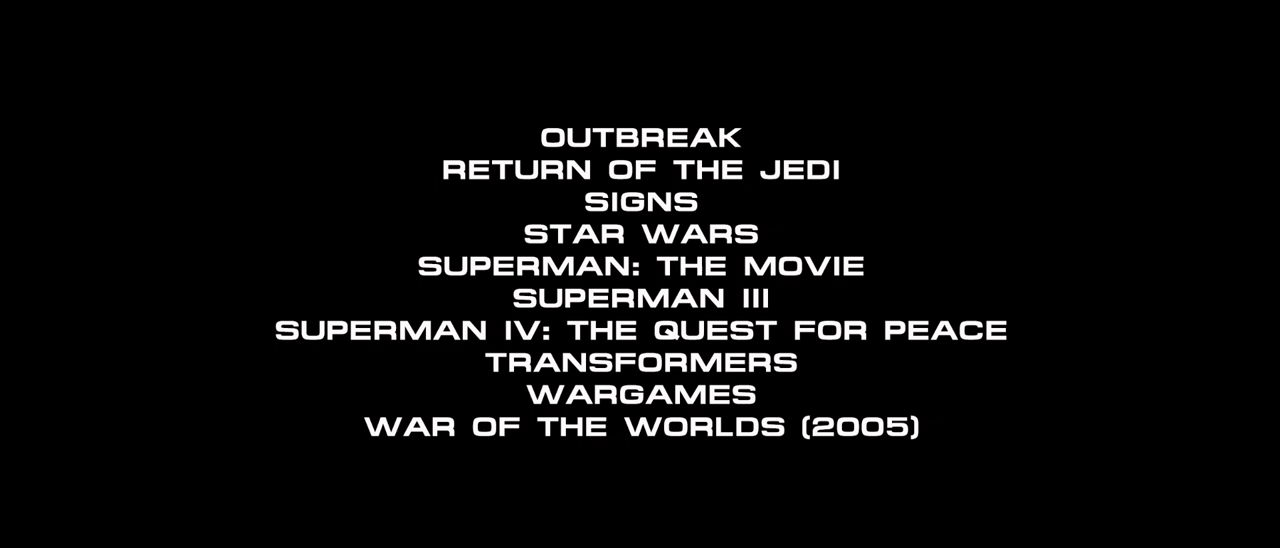 OUTBREAK
RETURN OF THE JEDI
SIGNS
STAR WARS
SUPERMAN: THE MOVIE
SUPERMAN III
SUPERMAN IV: THE QUEST FOR PEACE
TRANSFORMERS
WARGAMES
WAR OF THE WORLDS (2005)